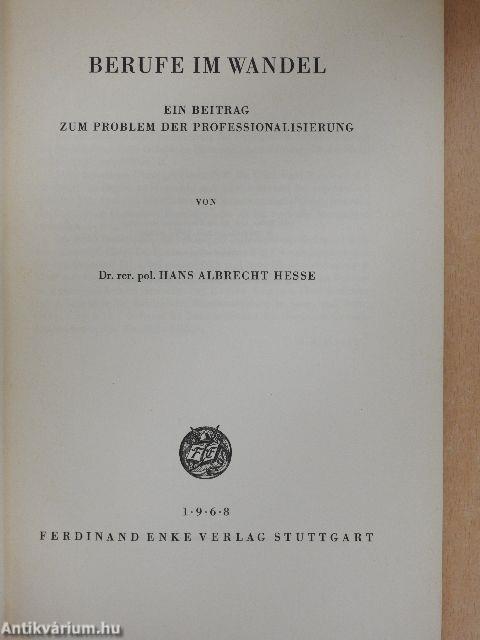 BERUFE IM WANDEL
EIN BEITRAG
ZUM PROBLEM DER PROFESSIONALISIERUNG
VON
Dr. rer. pol. HANS ALBRECHT HESSE
FE
1·9·6·8
FERDINAND ENKE VERLAG STUTTGART
Antikvárium.hu